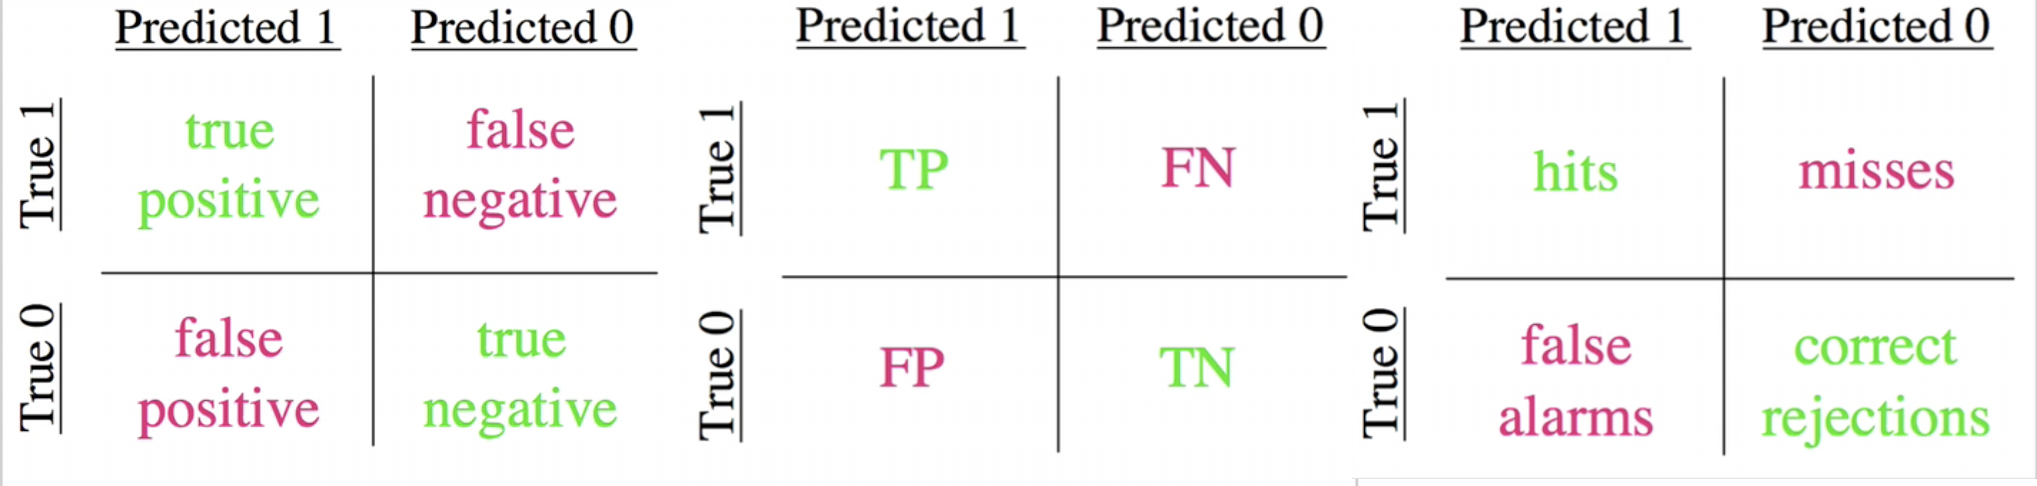 Predicted 1 Predicted 0
True 1
true positive
false negative
True 0
false positive
true negative
Predicted 1 Predicted 0
True 1
TP FN
True 0
FP TN
Predicted 1 Predicted 0
True 1
hits misses
True 0
false alarms
correct rejections